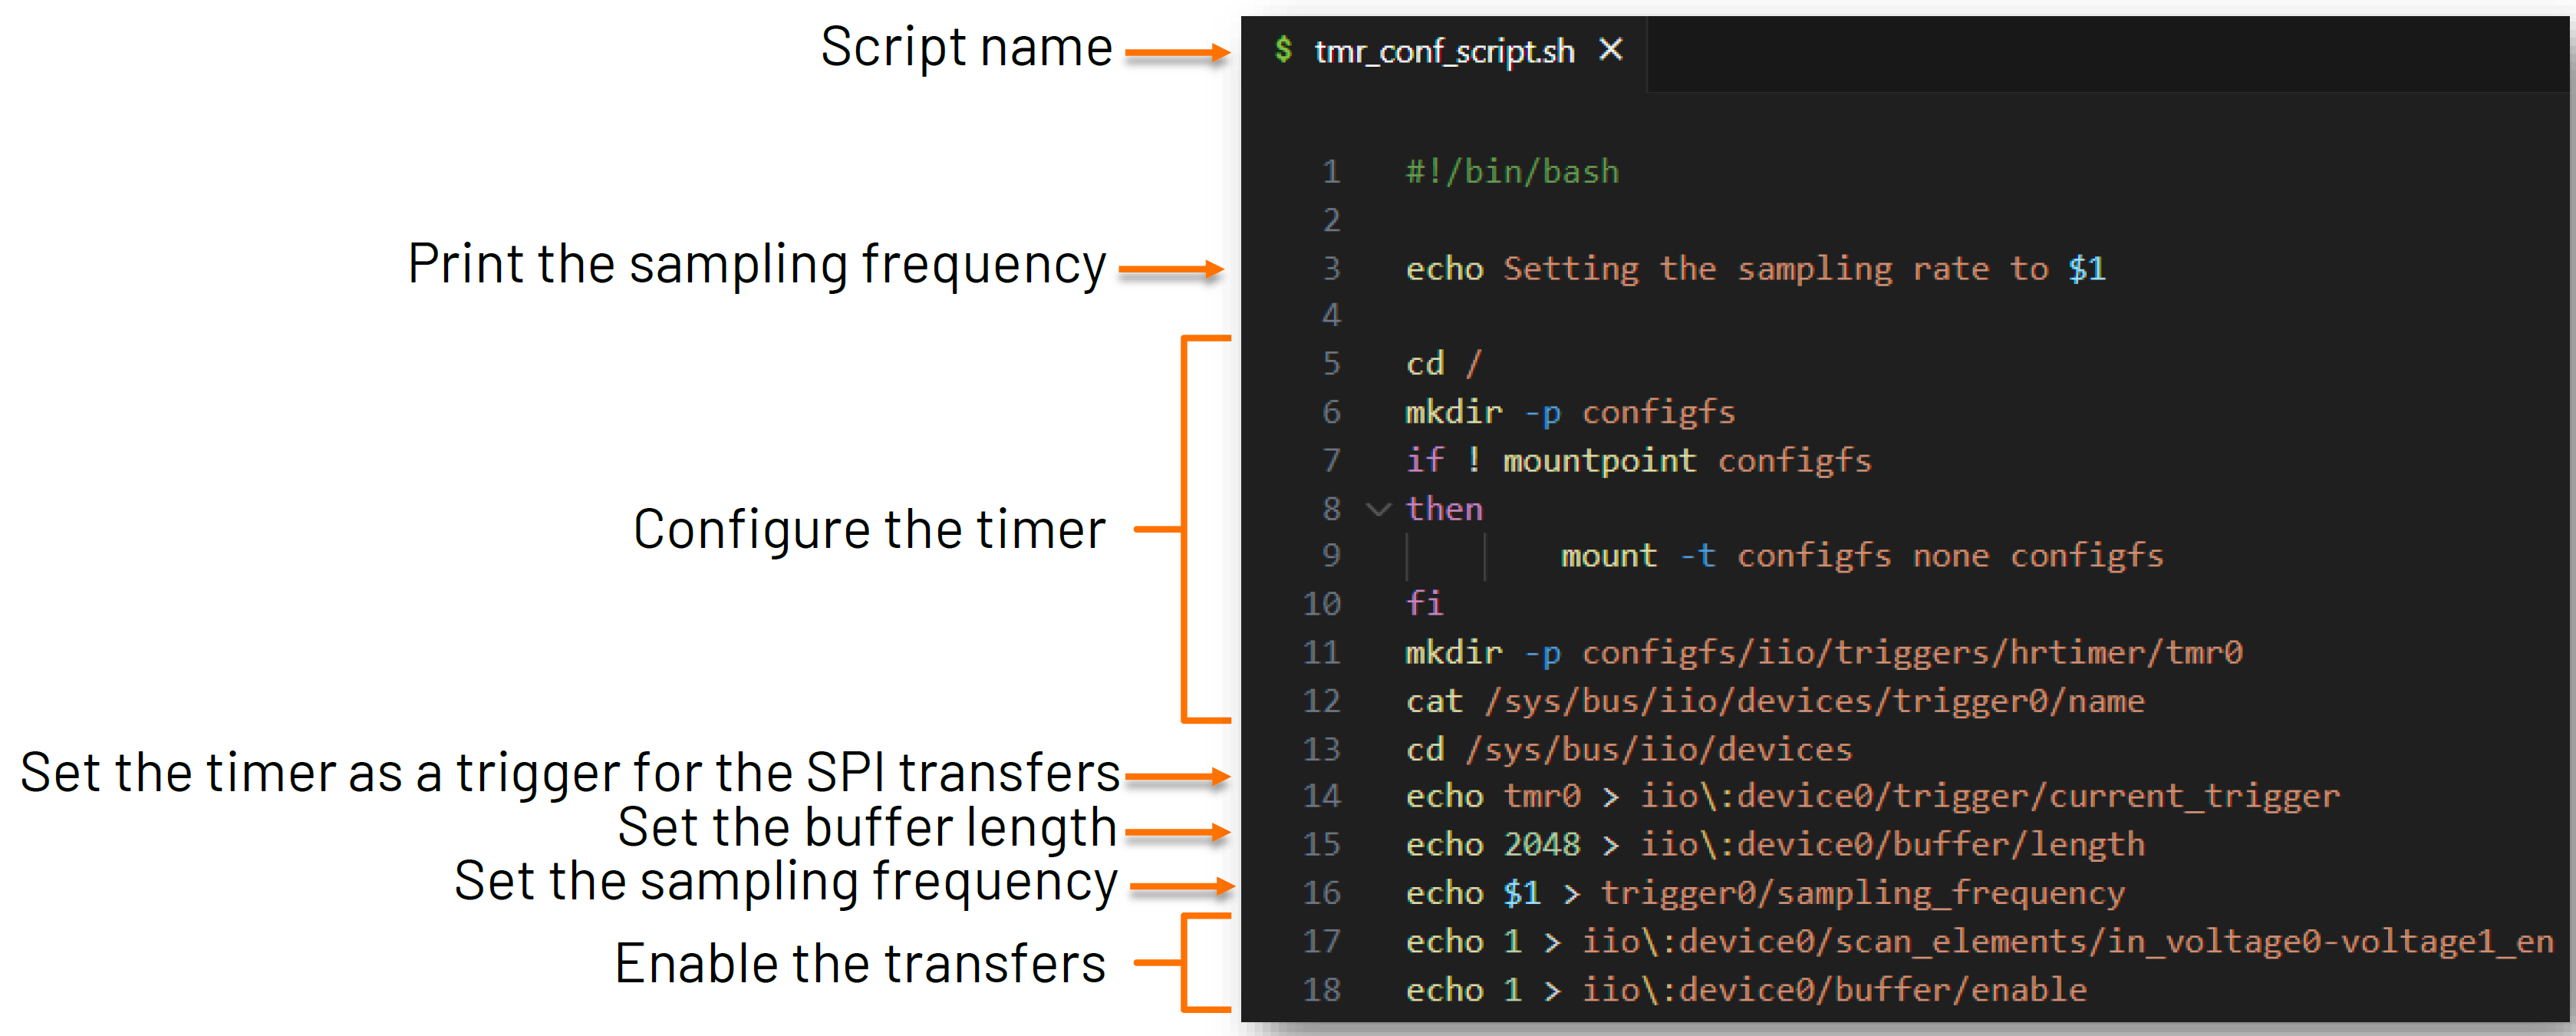 Script name
$ tmr_conf_script.sh ×
1 #!/bin/bash
2
Print the sampling frequency
3 echo Setting the sampling rate to $1
4
5 cd /
6 mkdir -p configfs
7 if ! mountpoint configfs
8 then
Configure the timer
9 mount -t configfs none configfs
10 fi
11 mkdir -p configfs/iio/triggers/hrtimer/tmr0
12 cat /sys/bus/iio/devices/trigger0/name
13 cd /sys/bus/iio/devices
Set the timer as a trigger for the SPI transfers
14 echo tmr0 > iio\:device0/trigger/current_trigger
Set the buffer length
15 echo 2048 > iio\:device0/buffer/length
Set the sampling frequency
16 echo $1 > trigger0/sampling_frequency
Enable the transfers
17 echo 1 > iio\:device0/scan_elements/in_voltage0-voltage1_en
18 echo 1 > iio\:device0/buffer/enable